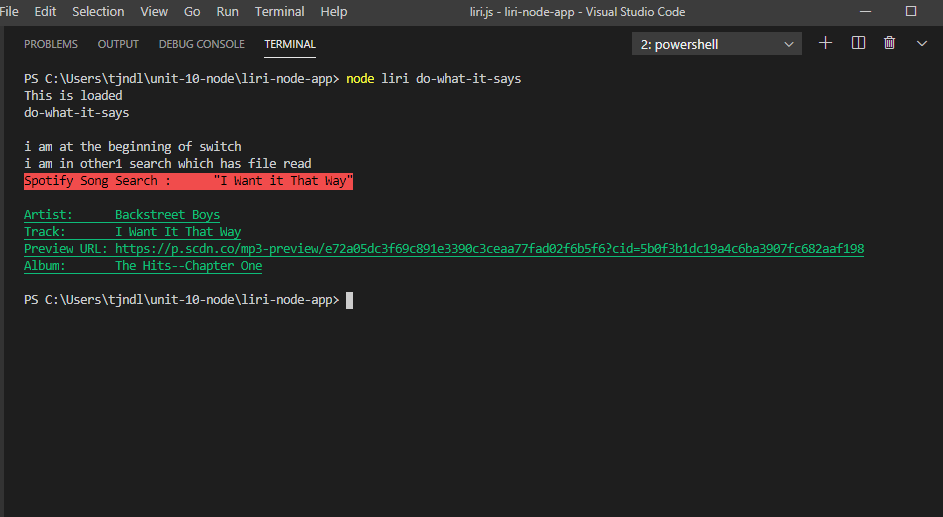 File Edit Selection View Go Run Terminal Help liri.js - liri-node-app - Visual Studio Code
PROBLEMS OUTPUT DEBUG CONSOLE TERMINAL 2: powershell
PS C:\Users\tjndl\unit-10-node\liri-node-app> node liri do-what-it-says
This is loaded
do-what-it-says
i am at the beginning of switch
i am in other1 search which has file read
Spotify Song Search : "I Want it That Way"
Artist: Backstreet Boys
Track: I Want It That Way
Preview URL: https://p.scdn.co/mp3-preview/e72a05dc3f69c891e3390c3ceaa77fad02f6b5f6?cid=5b0f3b1dc19a4c6ba3907fc682aaf198
Album: The Hits--Chapter One
PS C:\Users\tjndl\unit-10-node\liri-node-app>